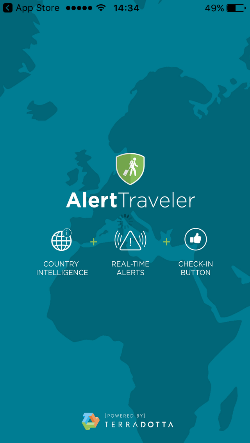 App Store 14:34 49%
AlertTraveler
COUNTRY INTELLIGENCE + REAL-TIME ALERTS + CHECK-IN BUTTON
[POWERED BY]
TERRADOTTA